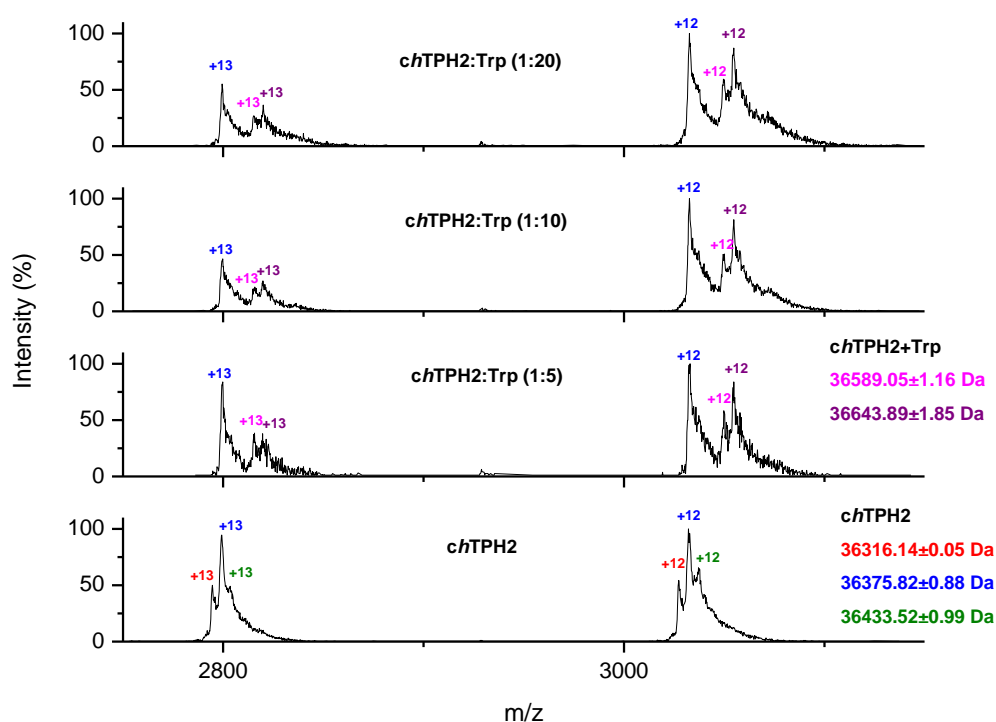 100
50
0
+13
+13
+13
chTPH2:Trp (1:20)
+12
+12
+12
100
50
0
+13
+13
+13
chTPH2:Trp (1:10)
+12
+12
+12
100
50
0
+13
+13
+13
chTPH2:Trp (1:5)
+12
+12
+12
chTPH2+Trp
36589.05±1.16 Da
36643.89±1.85 Da
100
50
0
+13
+13
+13
chTPH2
+12
+12
+12
chTPH2
36316.14±0.05 Da
36375.82±0.88 Da
36433.52±0.99 Da
2800
3000
Intensity (%)
m/z